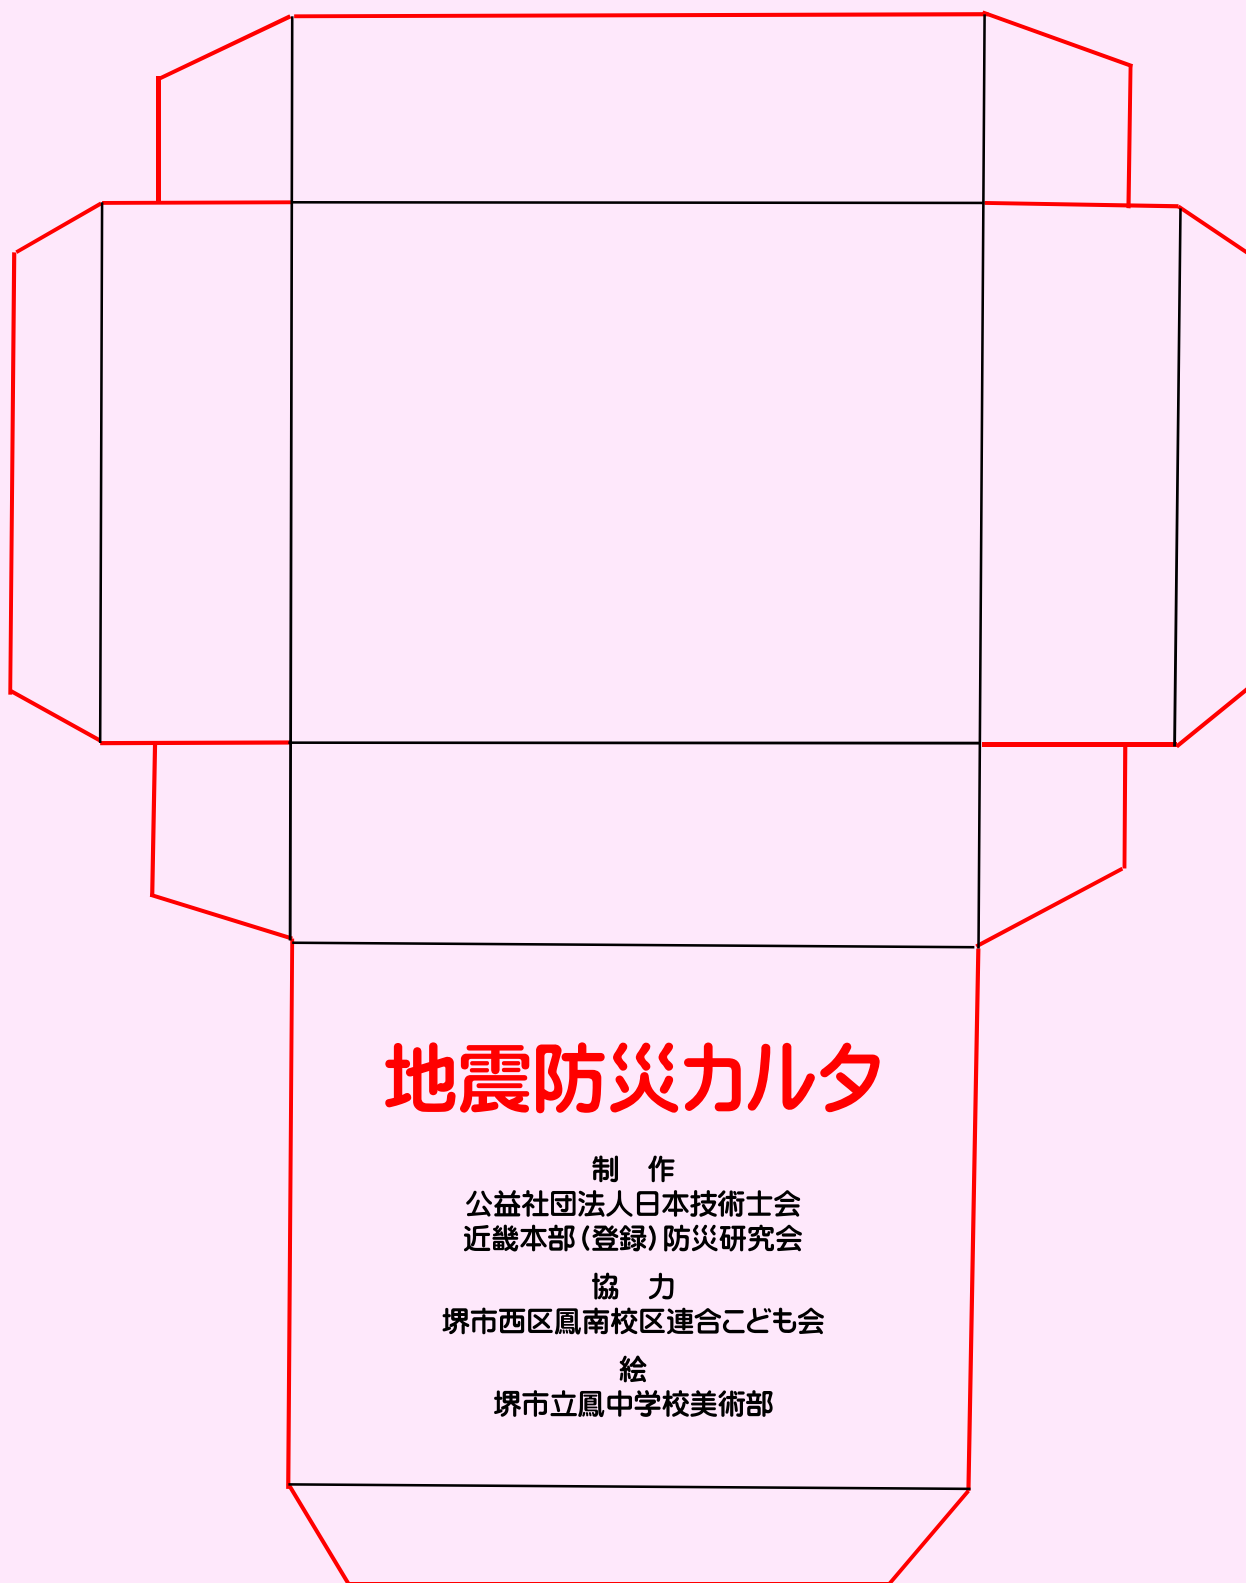 地震防災カルタ
制　作
公益社団法人日本技術士会
近畿本部（登録）防災研究会
協　力
堺市西区鳳南校区連合こども会
絵
堺市立鳳中学校美術部